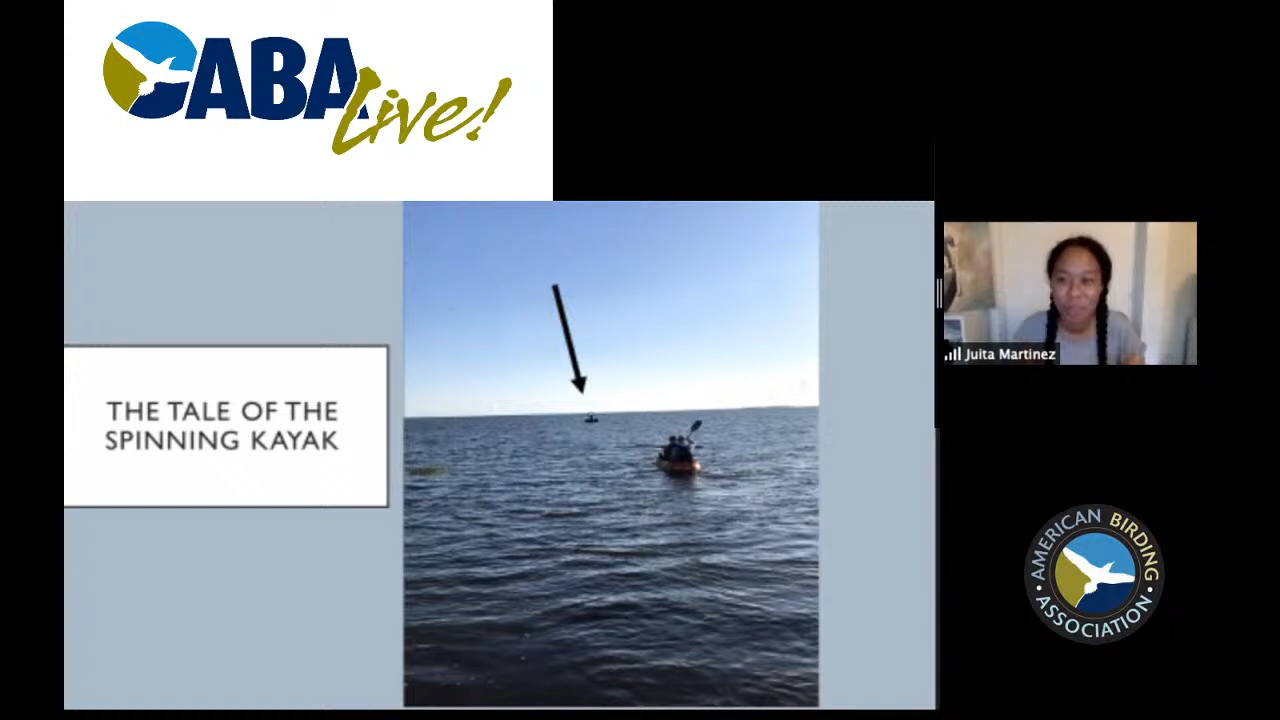 ABA Live!
THE TALE OF THE
SPINNING KAYAK
Juita Martinez
AMERICAN BIRDING
ASSOCIATION